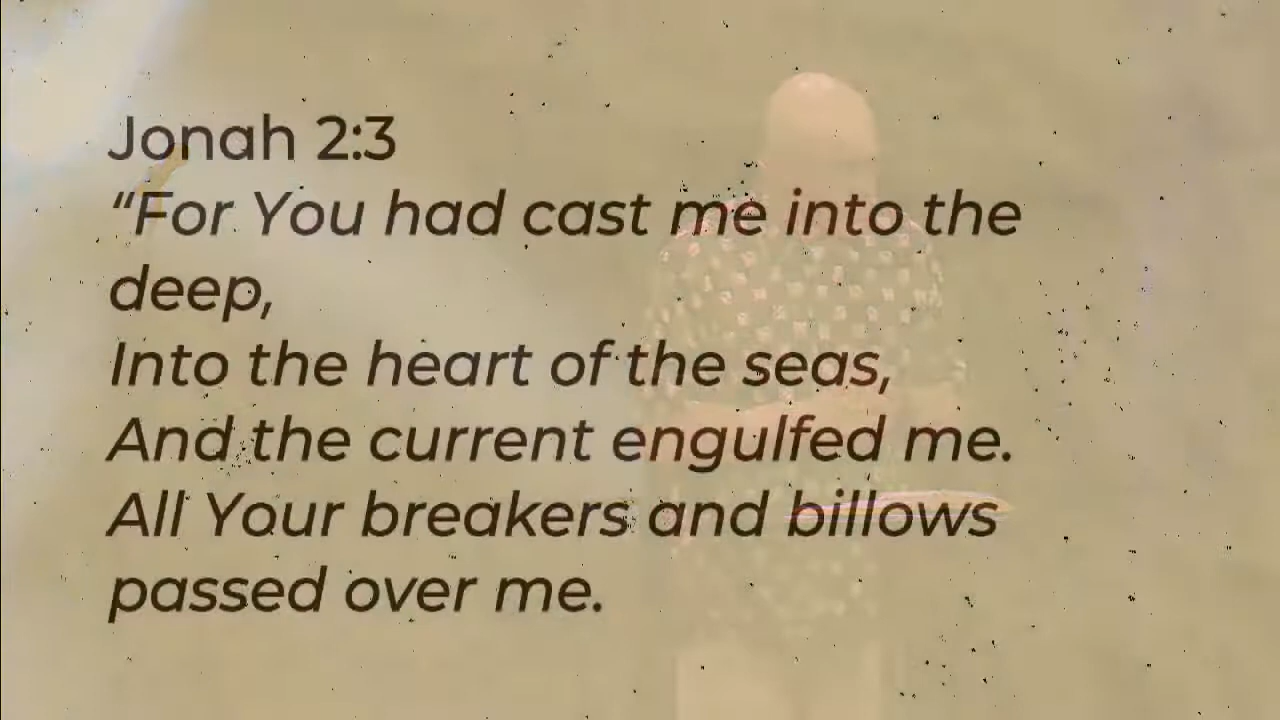 Jonah 2:3
“For You had cast me into the
deep,
Into the heart of the seas,
And the current engulfed me.
All Your breakers and billows
passed over me.